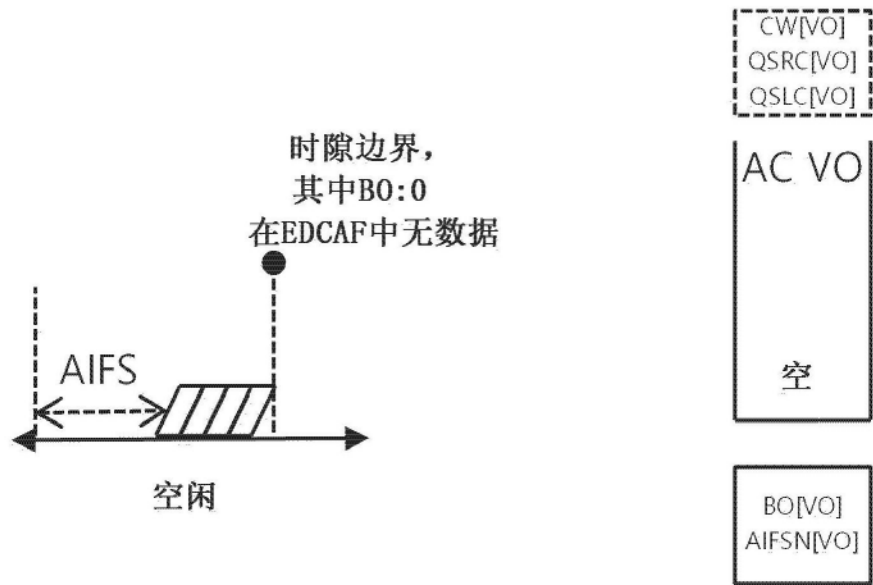 时隙边界，
其中BO:0
在EDCAF中无数据
AIFS
空闲
CW[VO]
QSRC[VO]
QSLC[VO]
AC VO
空
BO[VO]
AIFSN[VO]